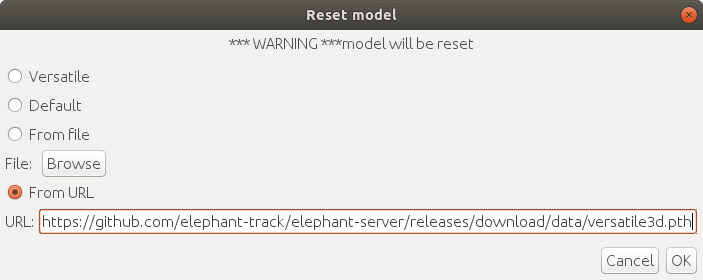 Reset model
*** WARNING ***model will be reset
Versatile
Default
From file
File: Browse
From URL
URL: https://github.com/elephant-track/elephant-server/releases/download/data/versatile3d.pth
Cancel OK